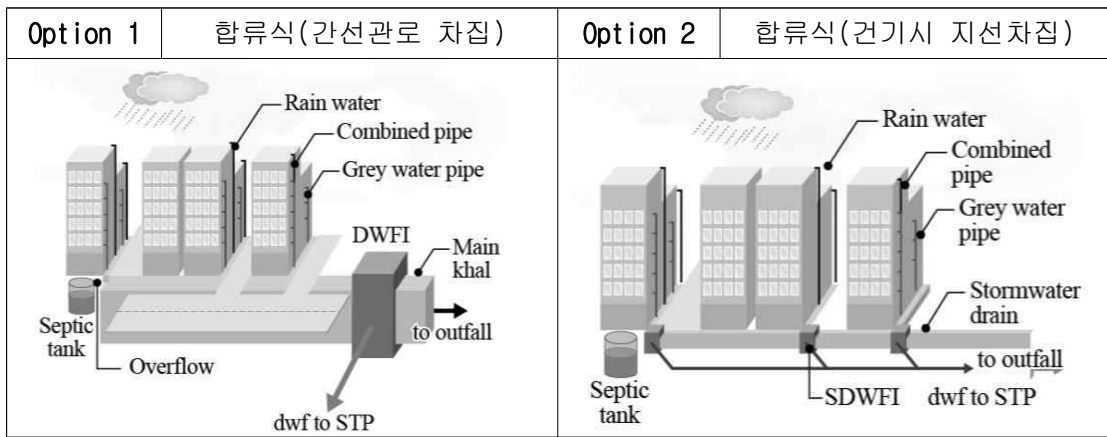 Option 1
합류식(간선관로 차집)
Option 2
합류식(건기시 지선차집)
Rain water
Combined pipe
Grey water pipe
DWFI
Main
khal
to outfall
Septic
tank
Overflow
dwf to STP
Rain water
Combined
pipe
Grey water
pipe
Stormwater
drain
to outfall
Septic
tank
SDWFI
dwf to STP